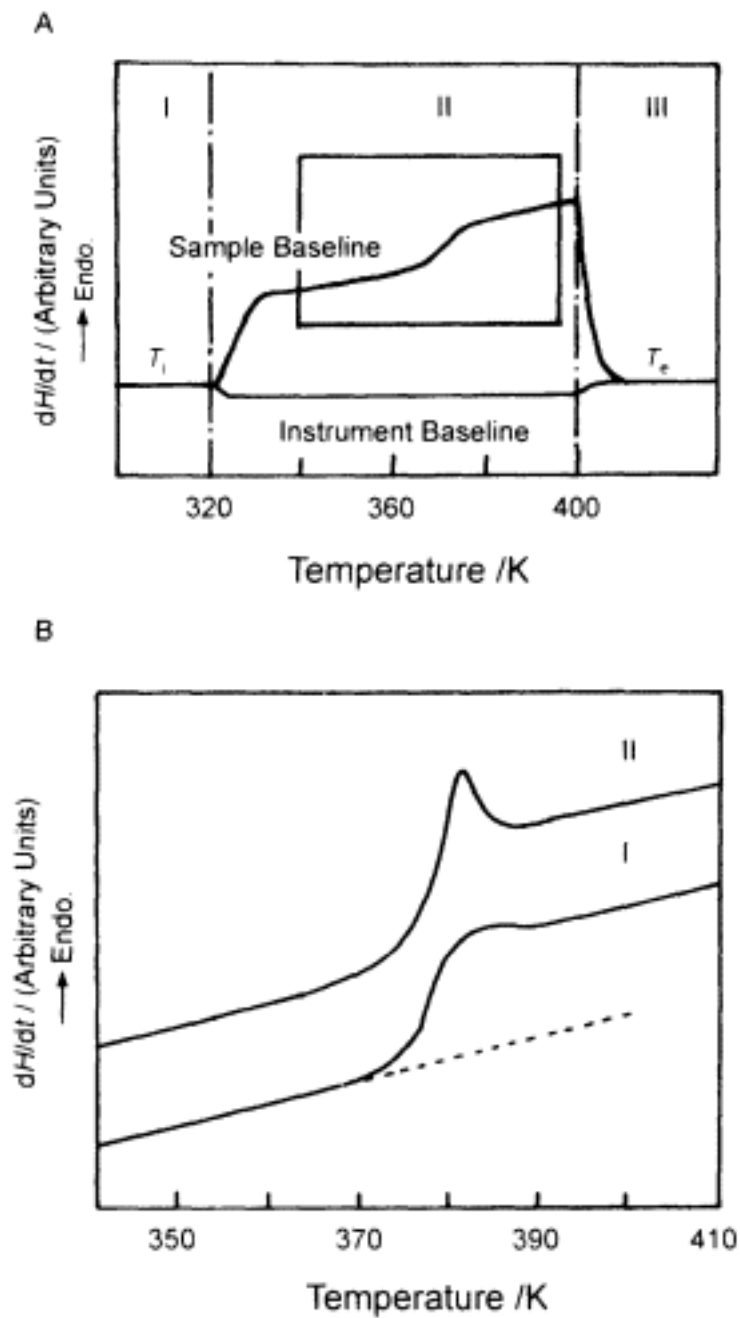 A
dH/dt / (Arbitrary Units)
⟶ Endo.
I
II
III
Sample Baseline
Tᵢ
Tₑ
Instrument Baseline
320
360
400
Temperature /K
B
dH/dt / (Arbitrary Units)
⟶ Endo.
II
I
350
370
390
410
Temperature /K